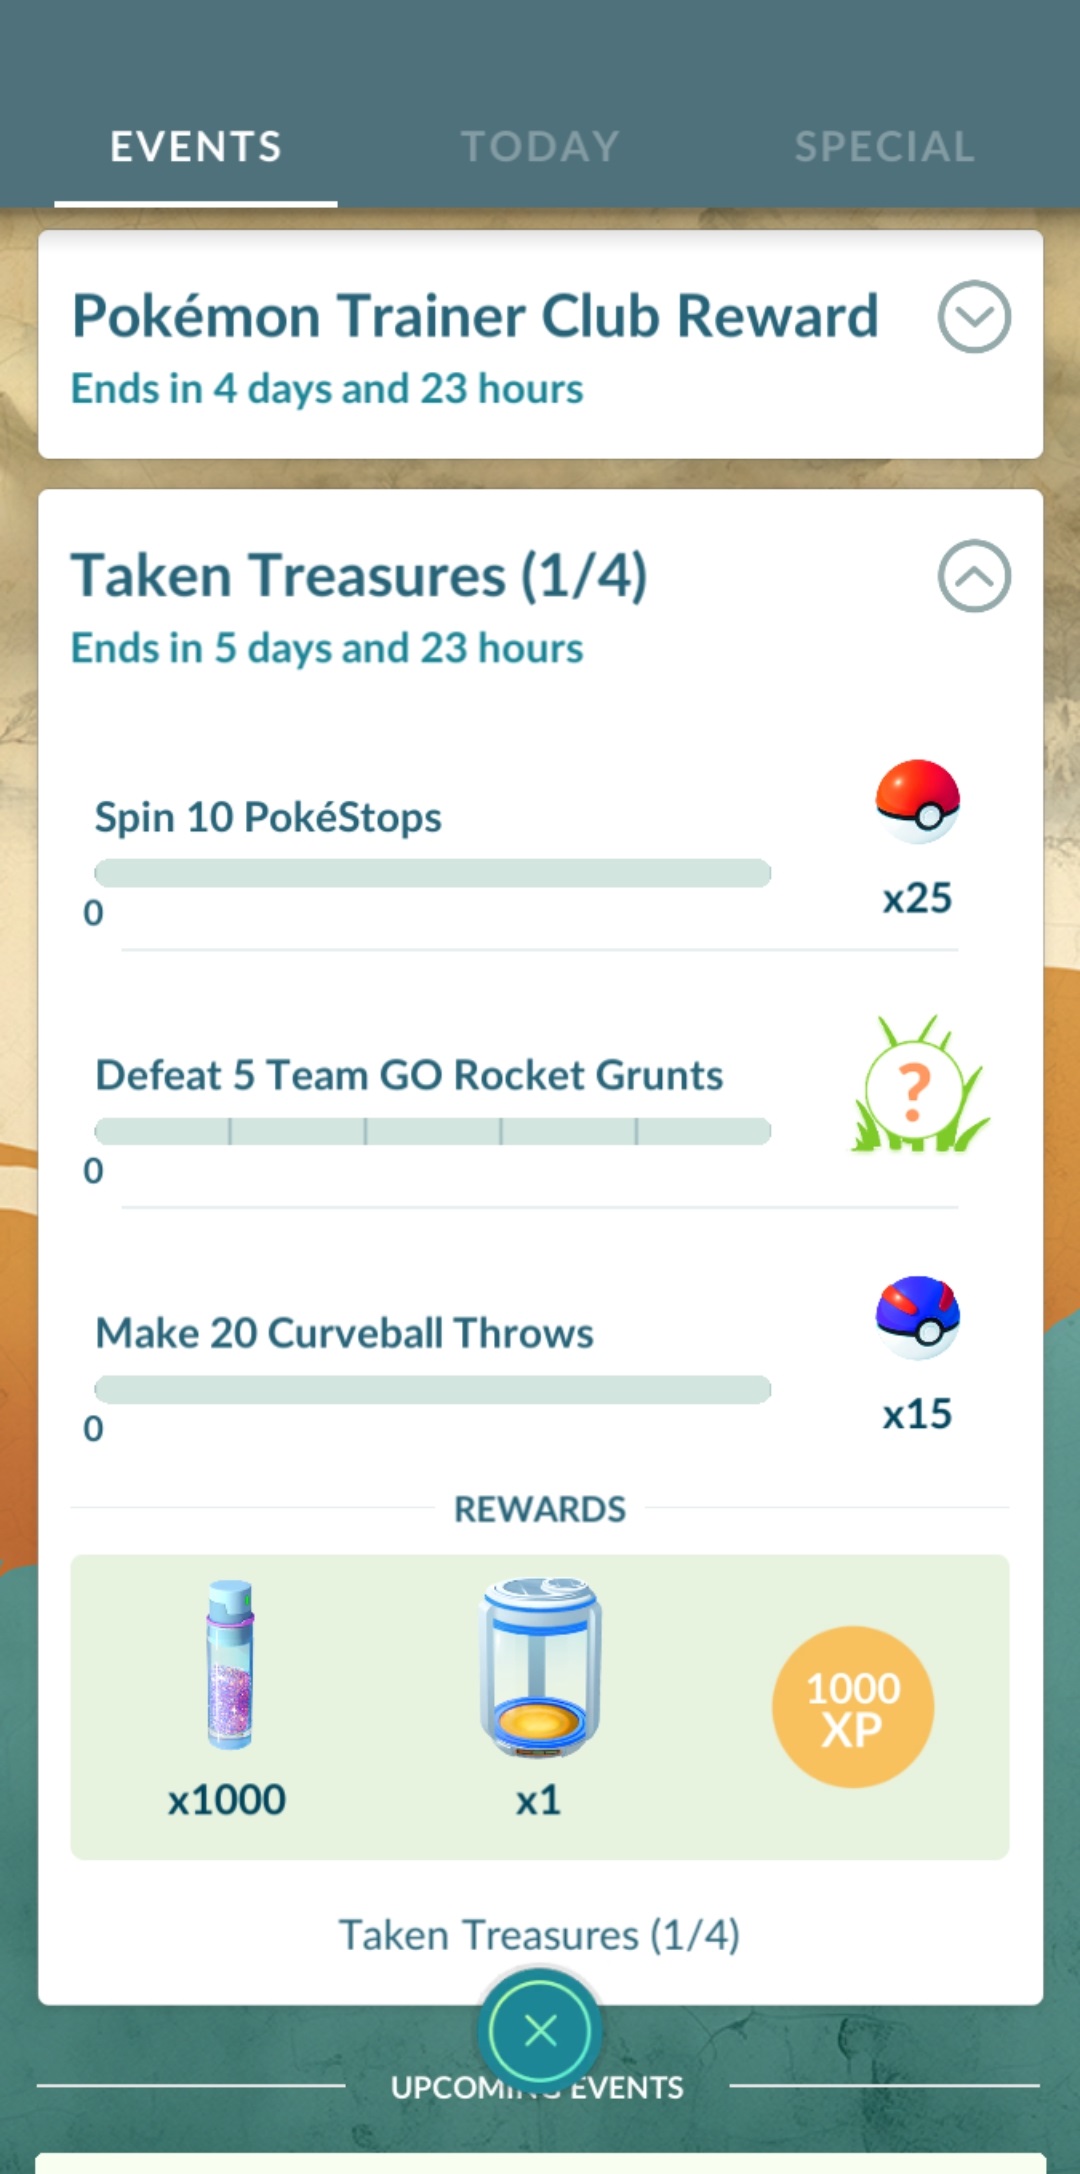 EVENTS TODAY SPECIAL
Pokémon Trainer Club Reward
Ends in 4 days and 23 hours
Taken Treasures (1/4)
Ends in 5 days and 23 hours
Spin 10 PokéStops
0
x25
Defeat 5 Team GO Rocket Grunts
?
0
Make 20 Curveball Throws
0
x15
REWARDS
1000
XP
x1000 x1
Taken Treasures (1/4)
UPCOMING EVENTS